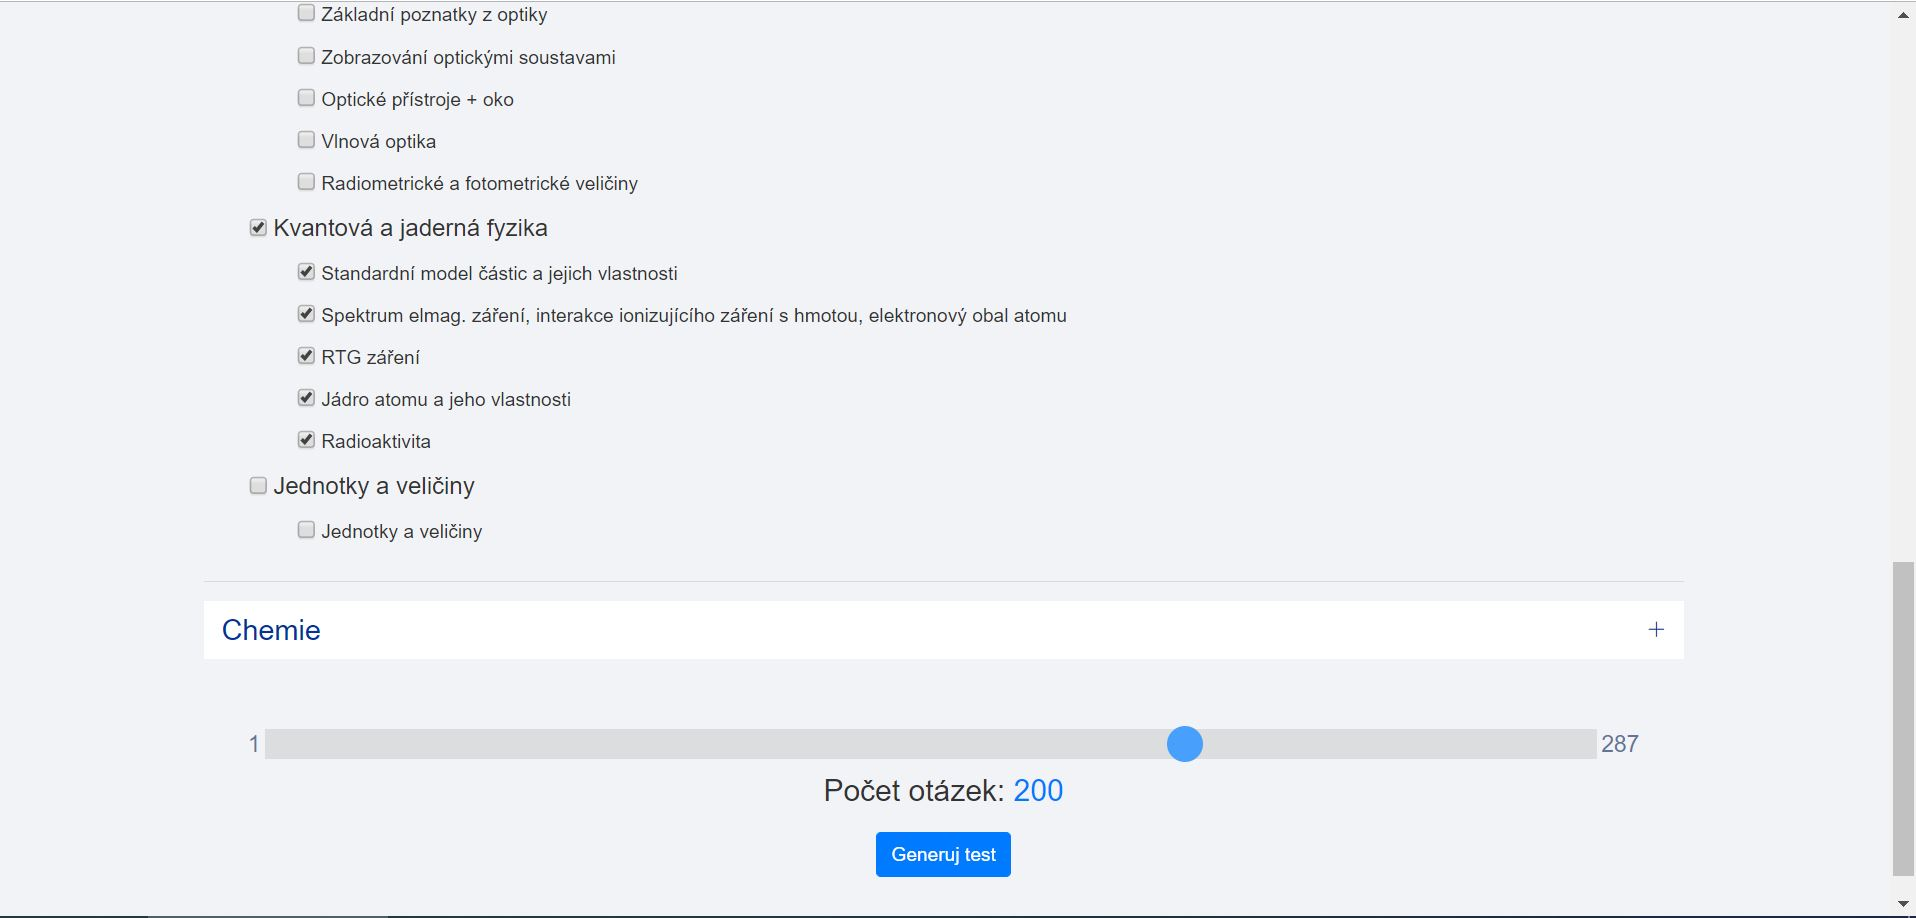 Základní poznatky z optiky
Zobrazování optickými soustavami
Optické přístroje + oko
Vlnová optika
Radiometrické a fotometrické veličiny
Kvantová a jaderná fyzika
Standardní model částic a jejich vlastnosti
Spektrum elmag. záření, interakce ionizujícího záření s hmotou, elektronový obal atomu
RTG záření
Jádro atomu a jeho vlastnosti
Radioaktivita
Jednotky a veličiny
Jednotky a veličiny
Chemie +
1 287
Počet otázek: 200
Generuj test